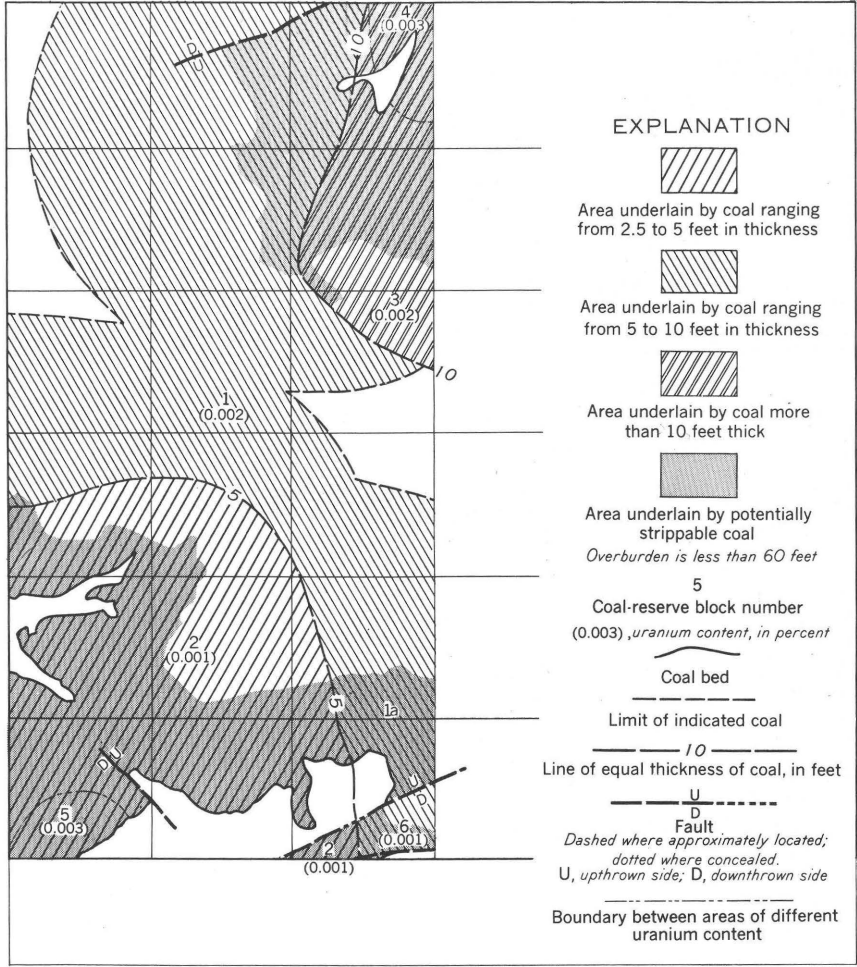 4
(0.003
D
U
10
3
(0.002)
10
1
(0.002)
5
2
(0.001)
5
1a
U
D
5
(0.003)
U
D
6
(0.001)
2
(0.001)
EXPLANATION
Area underlain by coal ranging
from 2.5 to 5 feet in thickness
Area underlain by coal ranging
from 5 to 10 feet in thickness
Area underlain by coal more
than 10 feet thick
Area underlain by potentially
strippable coal
Overburden is less than 60 feet
5
Coal-reserve block number
(0.003) , uranium content, in percent
Coal bed
Limit of indicated coal
10
Line of equal thickness of coal, in feet
U
D
Fault
Dashed where approximately located;
dotted where concealed.
U, upthrown side; D, downthrown side
Boundary between areas of different
uranium content